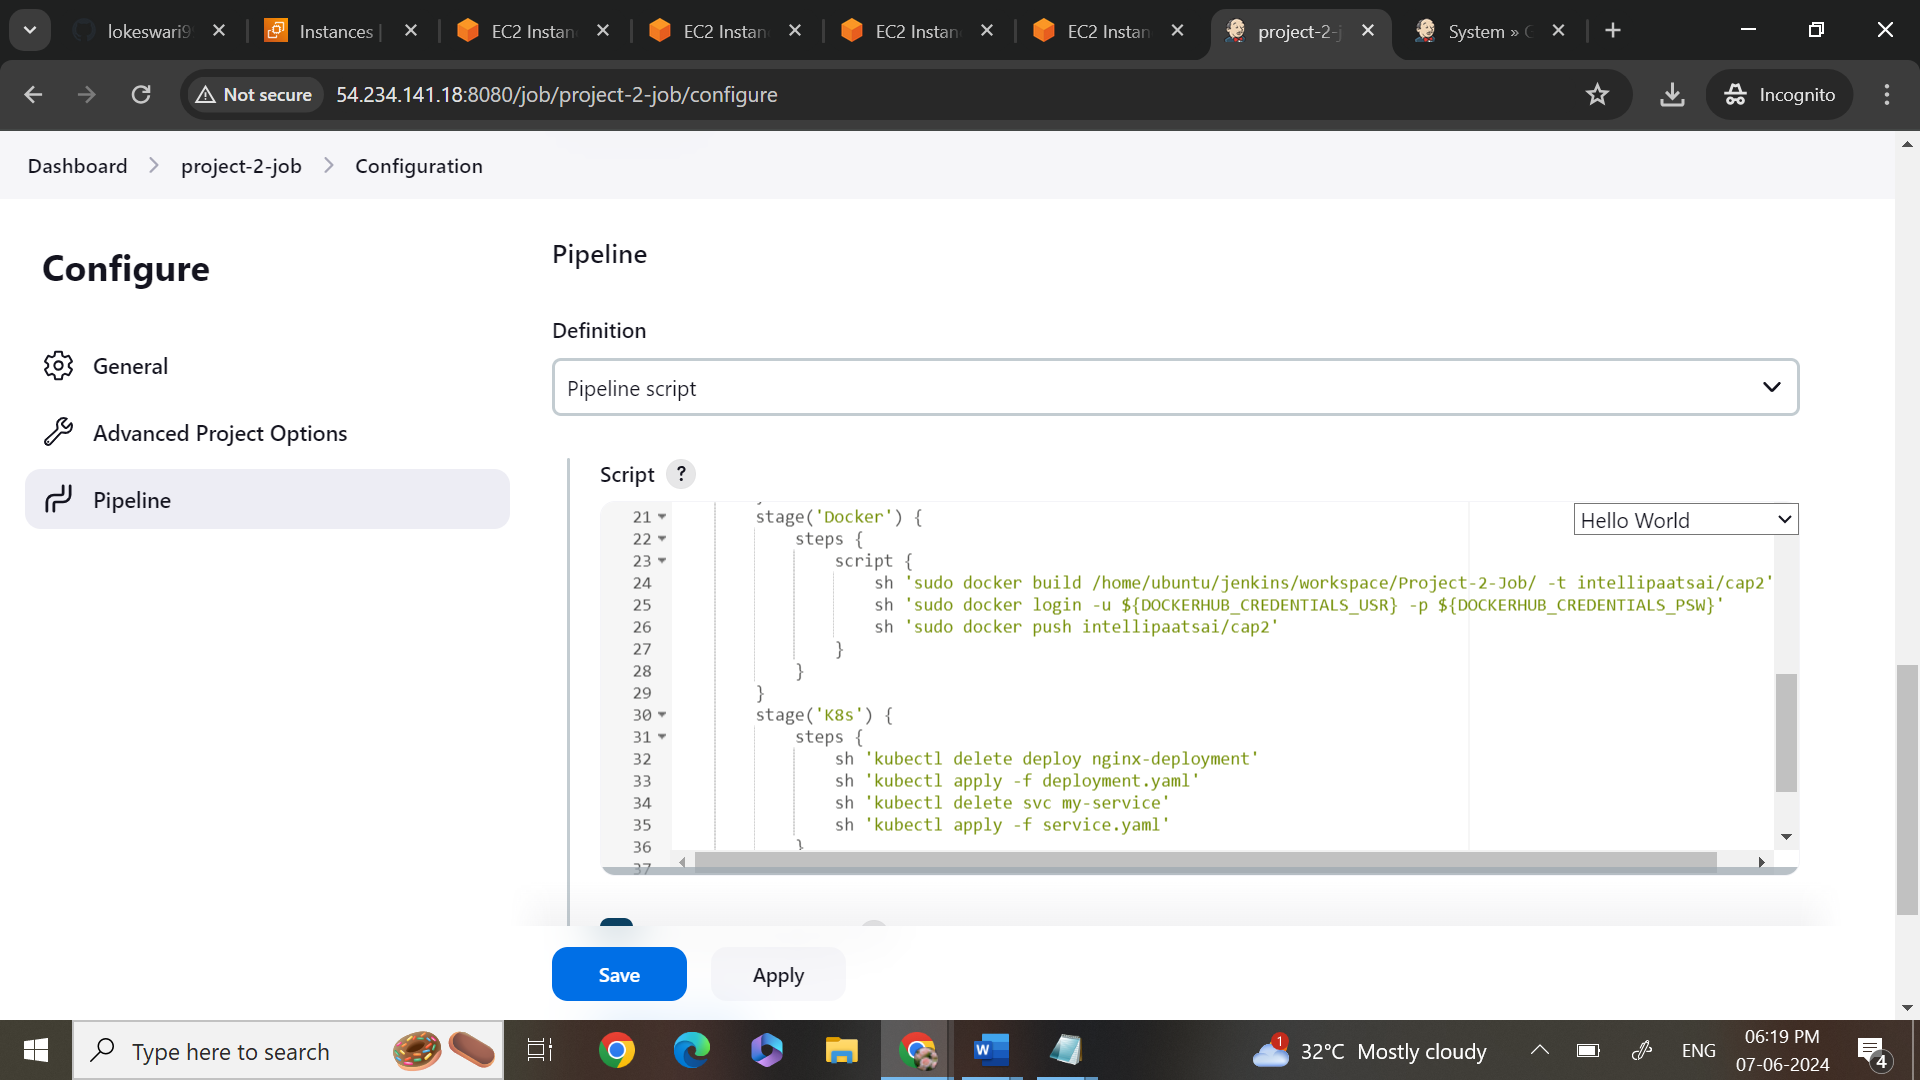 lokeswari9
Instances |
EC2 Instan
EC2 Instan
EC2 Instan
EC2 Instan
project-2-j
System » G
Not secure
54.234.141.18:8080/job/project-2-job/configure
Incognito
Dashboard
project-2-job
Configuration
Configure
General
Advanced Project Options
Pipeline
Pipeline
Definition
Pipeline script
Script ?
Hello World
21 stage('Docker') {
22 steps {
23 script {
24 sh 'sudo docker build /home/ubuntu/jenkins/workspace/Project-2-Job/ -t intellipaatsai/cap2'
25 sh 'sudo docker login -u ${DOCKERHUB_CREDENTIALS_USR} -p ${DOCKERHUB_CREDENTIALS_PSW}'
26 sh 'sudo docker push intellipaatsai/cap2'
27 }
28 }
29 }
30 stage('K8s') {
31 steps {
32 sh 'kubectl delete deploy nginx-deployment'
33 sh 'kubectl apply -f deployment.yaml'
34 sh 'kubectl delete svc my-service'
35 sh 'kubectl apply -f service.yaml'
36 }
37
Save
Apply
Type here to search
1
32°C Mostly cloudy
ENG
06:19 PM
07-06-2024
4